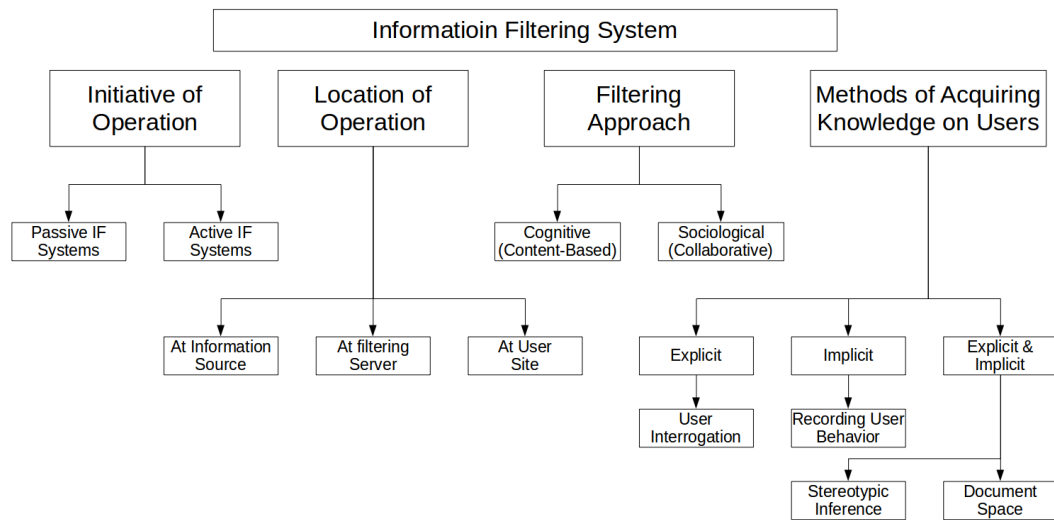 Informatioin Filtering System
Initiative of
Operation
Location of
Operation
Filtering
Approach
Methods of Acquiring
Knowledge on Users
Passive IF
Systems
Active IF
Systems
Cognitive
(Content-Based)
Sociological
(Collaborative)
At Information
Source
At filtering
Server
At User
Site
Explicit
Implicit
Explicit &
Implicit
User
Interrogation
Recording User
Behavior
Stereotypic
Inference
Document
Space